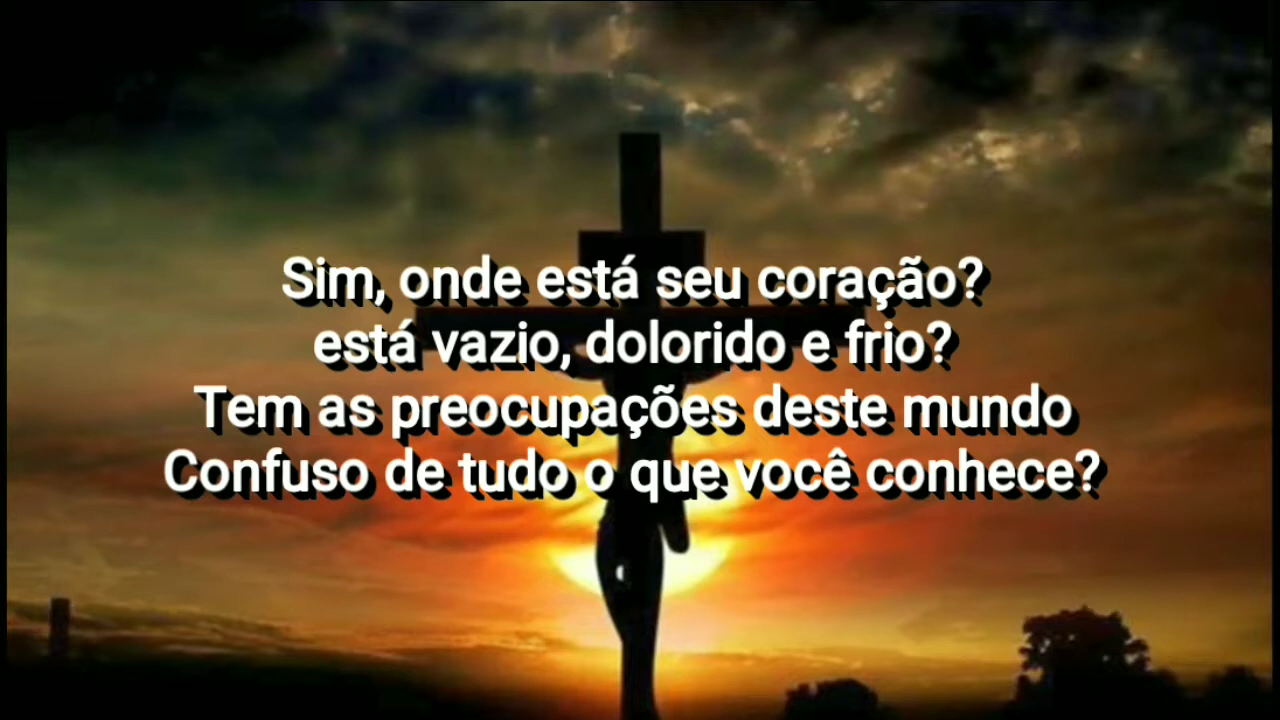 Sim, onde está seu coração?
está vazio, dolorido e frio?
Tem as preocupações deste mundo
Confuso de tudo o que você conhece?